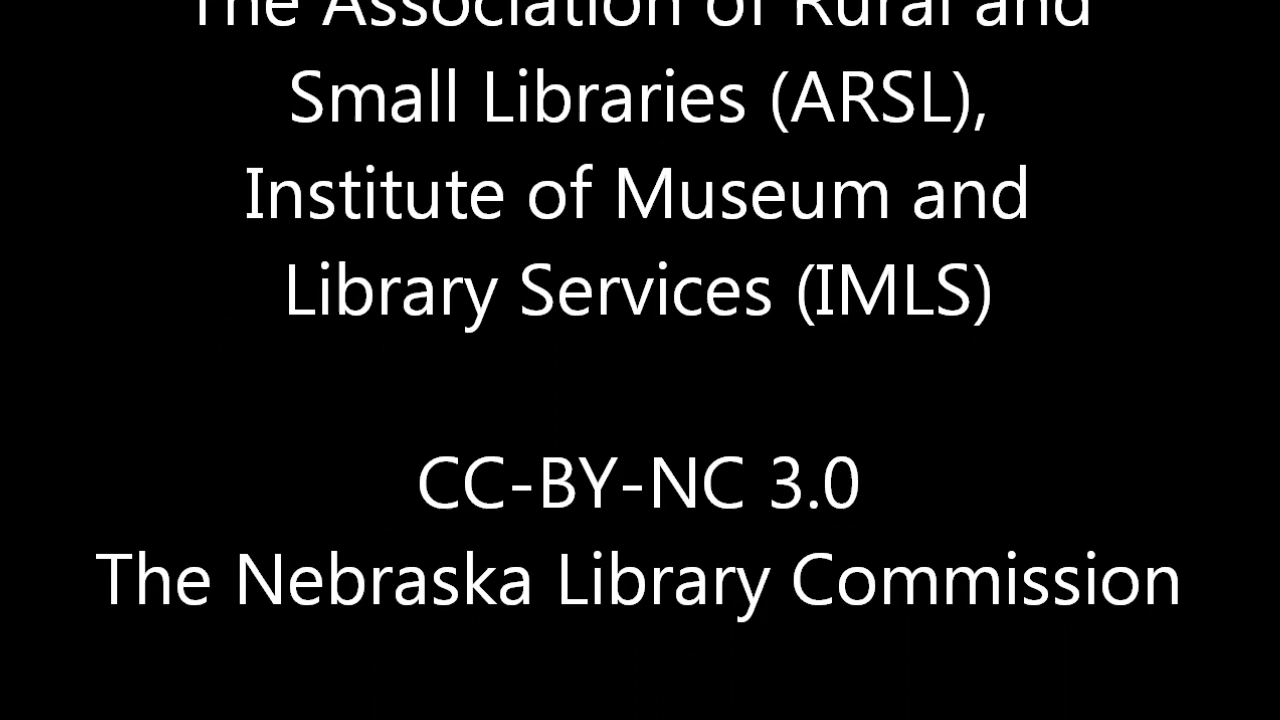 The Association of Rural and
Small Libraries (ARSL),
Institute of Museum and
Library Services (IMLS)
CC-BY-NC 3.0
The Nebraska Library Commission